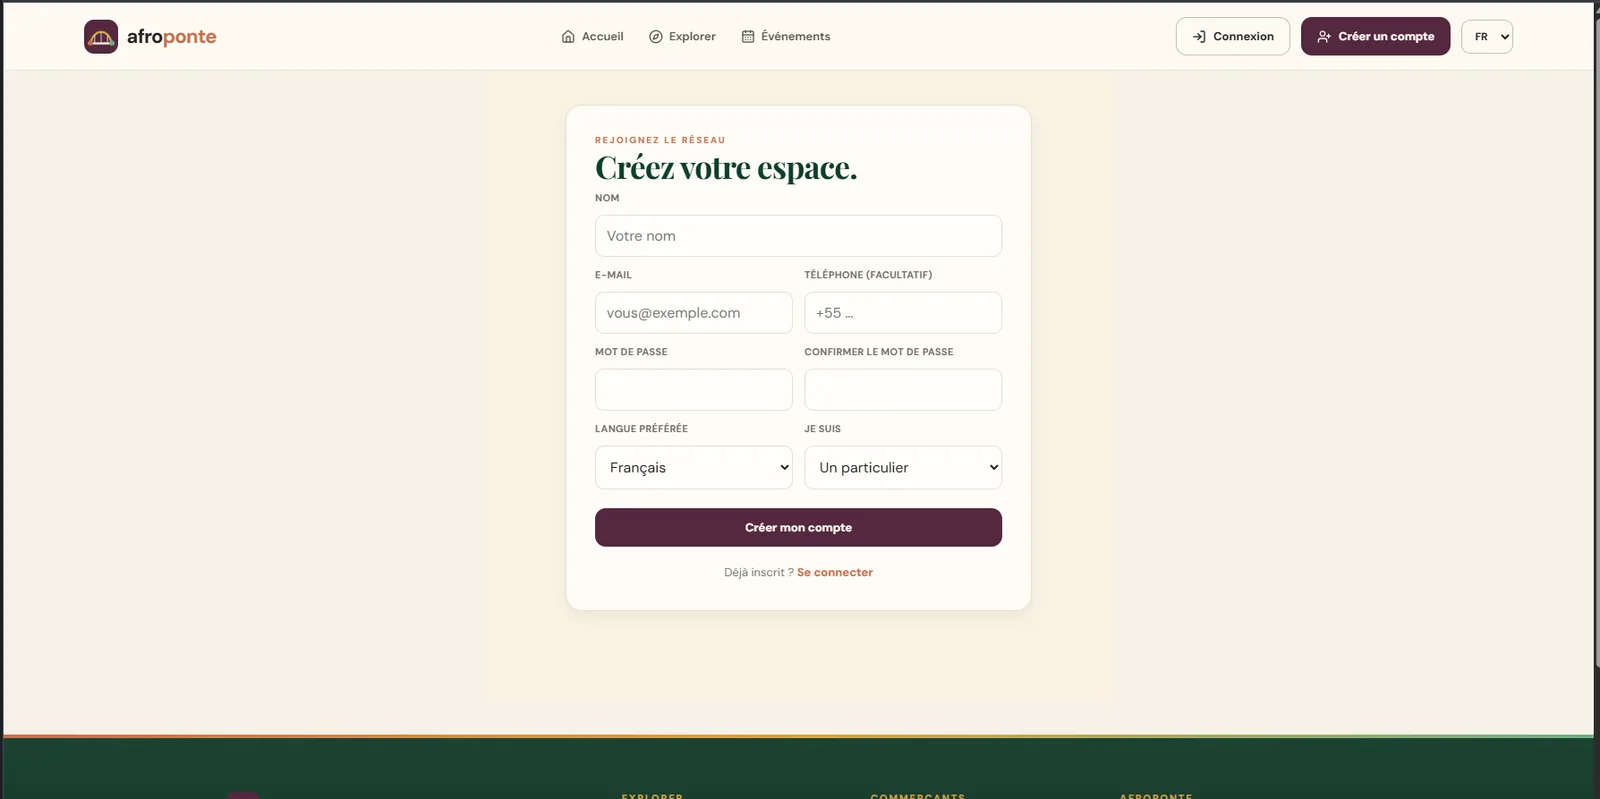 afroponte
Accueil
Explorer
Événements
Connexion
Créer un compte
FR
REJOIGNEZ LE RÉSEAU
Créez votre espace.
NOM
Votre nom
E-MAIL
TÉLÉPHONE (FACULTATIF)
vous@exemple.com
+55 ...
MOT DE PASSE
CONFIRMER LE MOT DE PASSE
LANGUE PRÉFÉRÉE
JE SUIS
Français
Un particulier
Créer mon compte
Déjà inscrit ? Se connecter
EXPLORER
COMMERÇANTS
AFROPONTE